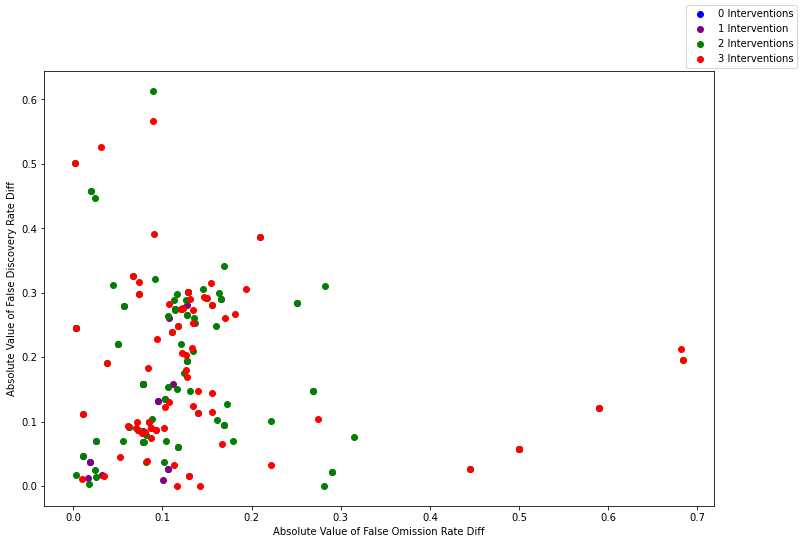 0 Interventions
1 Intervention
2 Interventions
3 Interventions
0.6
0.5
0.4
0.3
0.2
0.1
0.0
Absolute Value of False Discovery Rate Diff
0.0 0.1 0.2 0.3 0.4 0.5 0.6 0.7
Absolute Value of False Omission Rate Diff